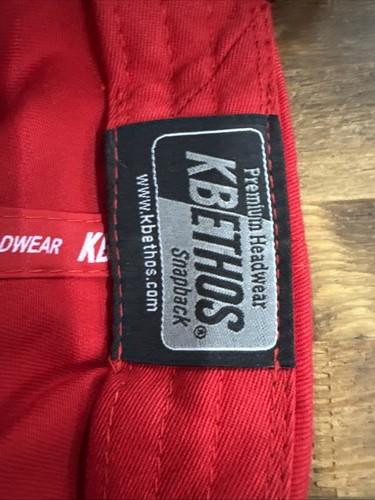 Premium Headwear
KBETHOS®
Snapback
www.kbethos.com
DWEAR KB